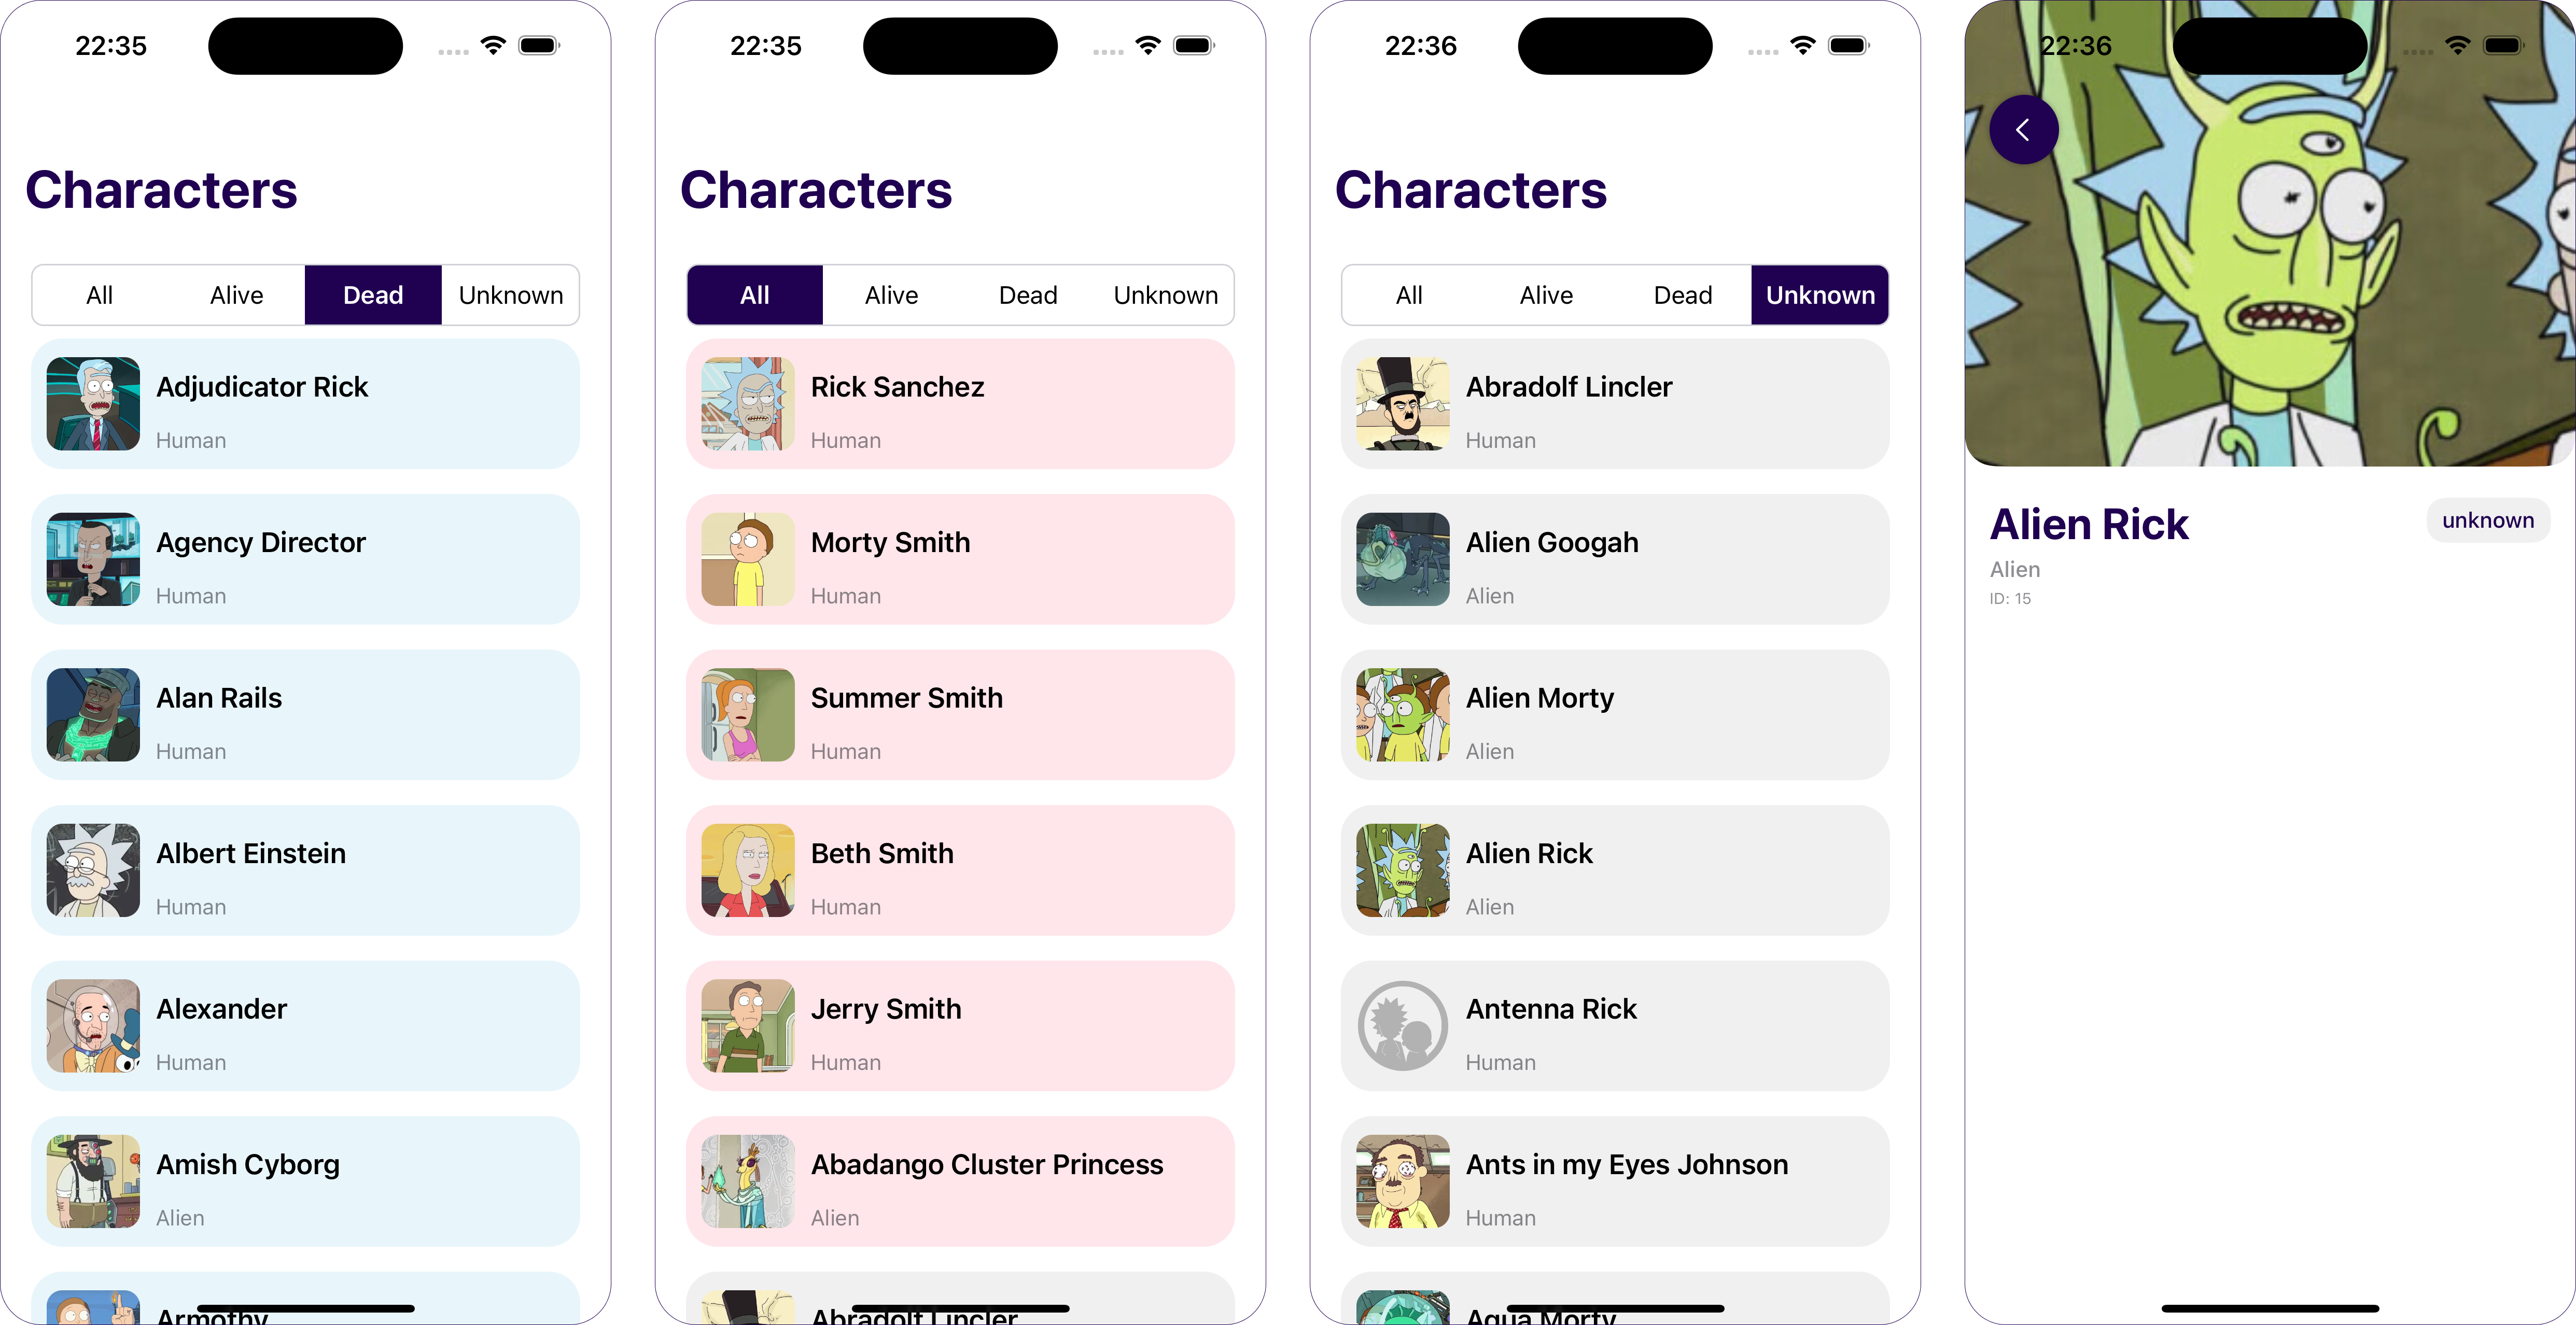 22:35
Characters
All Alive Dead Unknown
Adjudicator Rick
Human
Agency Director
Human
Alan Rails
Human
Albert Einstein
Human
Alexander
Human
Amish Cyborg
Alien
Armothy
22:35
Characters
All Alive Dead Unknown
Rick Sanchez
Human
Morty Smith
Human
Summer Smith
Human
Beth Smith
Human
Jerry Smith
Human
Abadango Cluster Princess
Alien
Abradolf Lincler
22:36
Characters
All Alive Dead Unknown
Abradolf Lincler
Human
Alien Googah
Alien
Alien Morty
Alien
Alien Rick
Alien
Antenna Rick
Human
Ants in my Eyes Johnson
Human
Aqua Morty
22:36
Alien Rick unknown
Alien
ID: 15